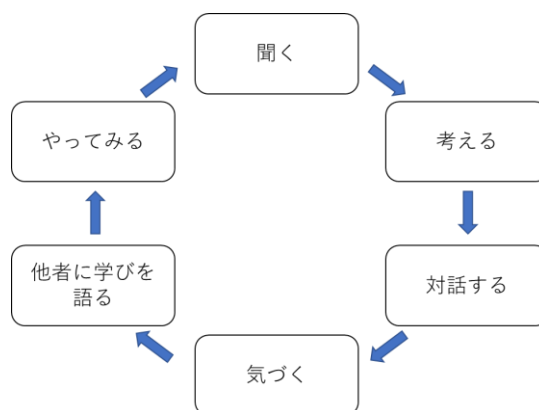 聞く
考える
対話する
気づく
他者に学びを
語る
やってみる